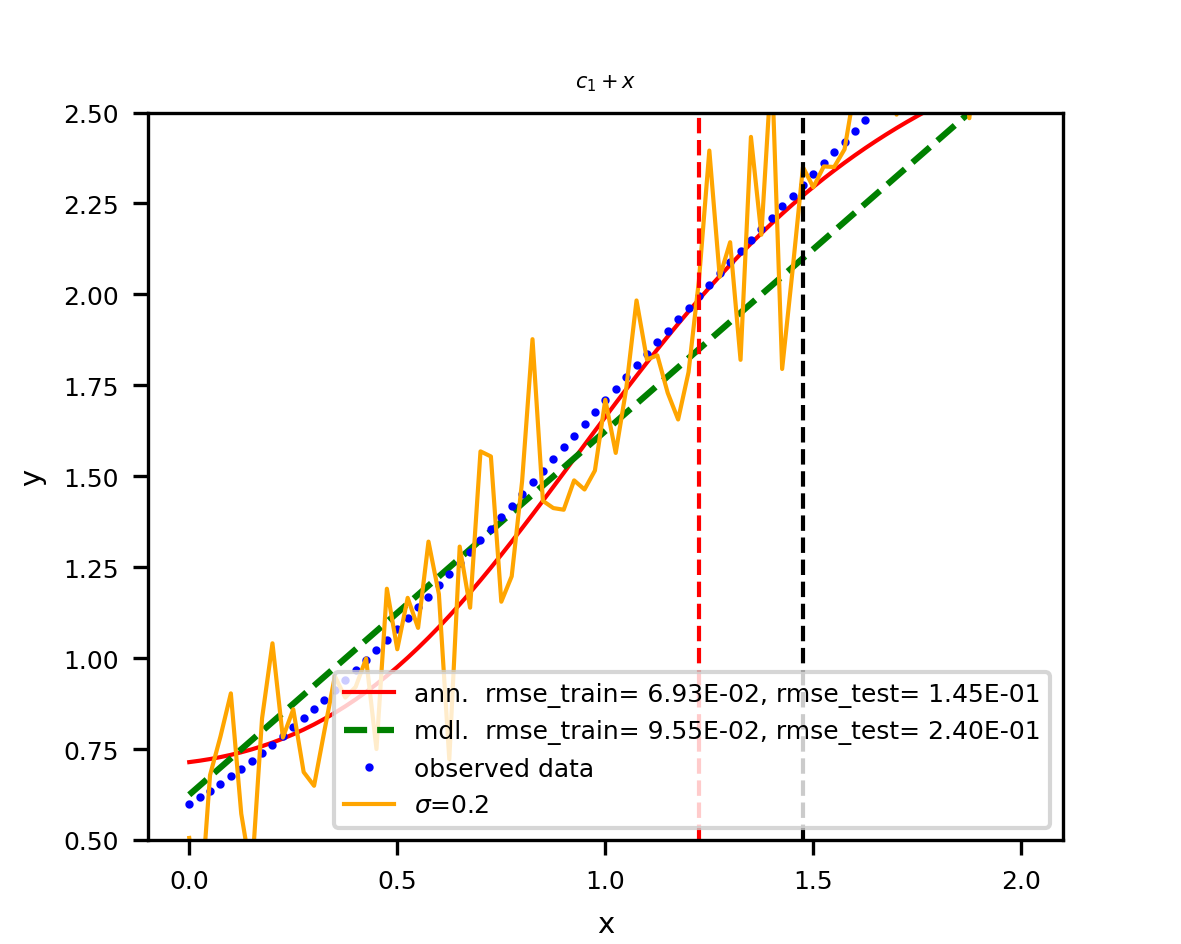 c₁ + x
2.50
2.25
2.00
1.75
1.50
1.25
1.00
0.75
0.50
y
ann. rmse_train= 6.93E-02, rmse_test= 1.45E-01
mdl. rmse_train= 9.55E-02, rmse_test= 2.40E-01
observed data
σ=0.2
0.0 0.5 1.0 1.5 2.0
x